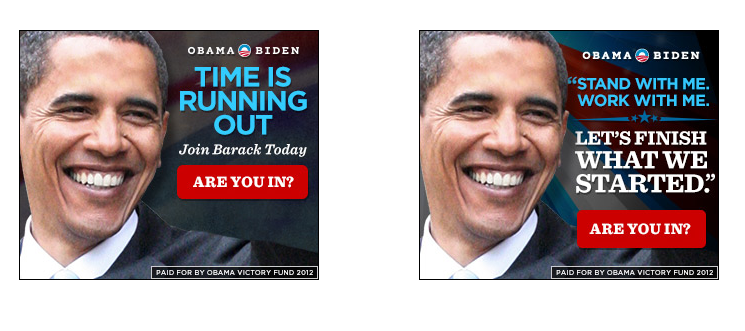 OBAMA BIDEN
TIME IS
RUNNING
OUT
Join Barack Today
ARE YOU IN?
PAID FOR BY OBAMA VICTORY FUND 2012
OBAMA BIDEN
“STAND WITH ME.
WORK WITH ME.
LET’S FINISH
WHAT WE
STARTED.”
ARE YOU IN?
PAID FOR BY OBAMA VICTORY FUND 2012